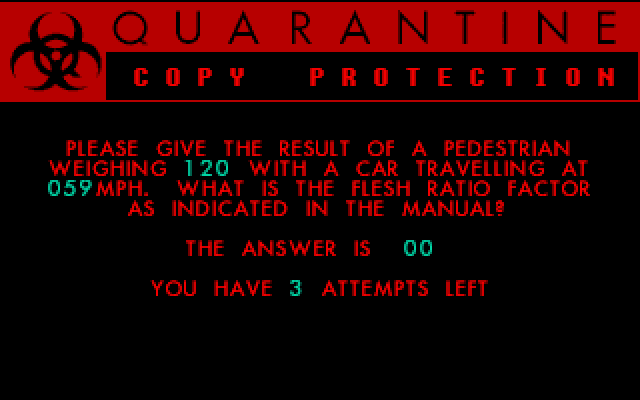 QUARANTINE
COPY PROTECTION
PLEASE GIVE THE RESULT OF A PEDESTRIAN
WEIGHING 120 WITH A CAR TRAVELLING AT
059MPH. WHAT IS THE FLESH RATIO FACTOR
AS INDICATED IN THE MANUAL?
THE ANSWER IS 00
YOU HAVE 3 ATTEMPTS LEFT